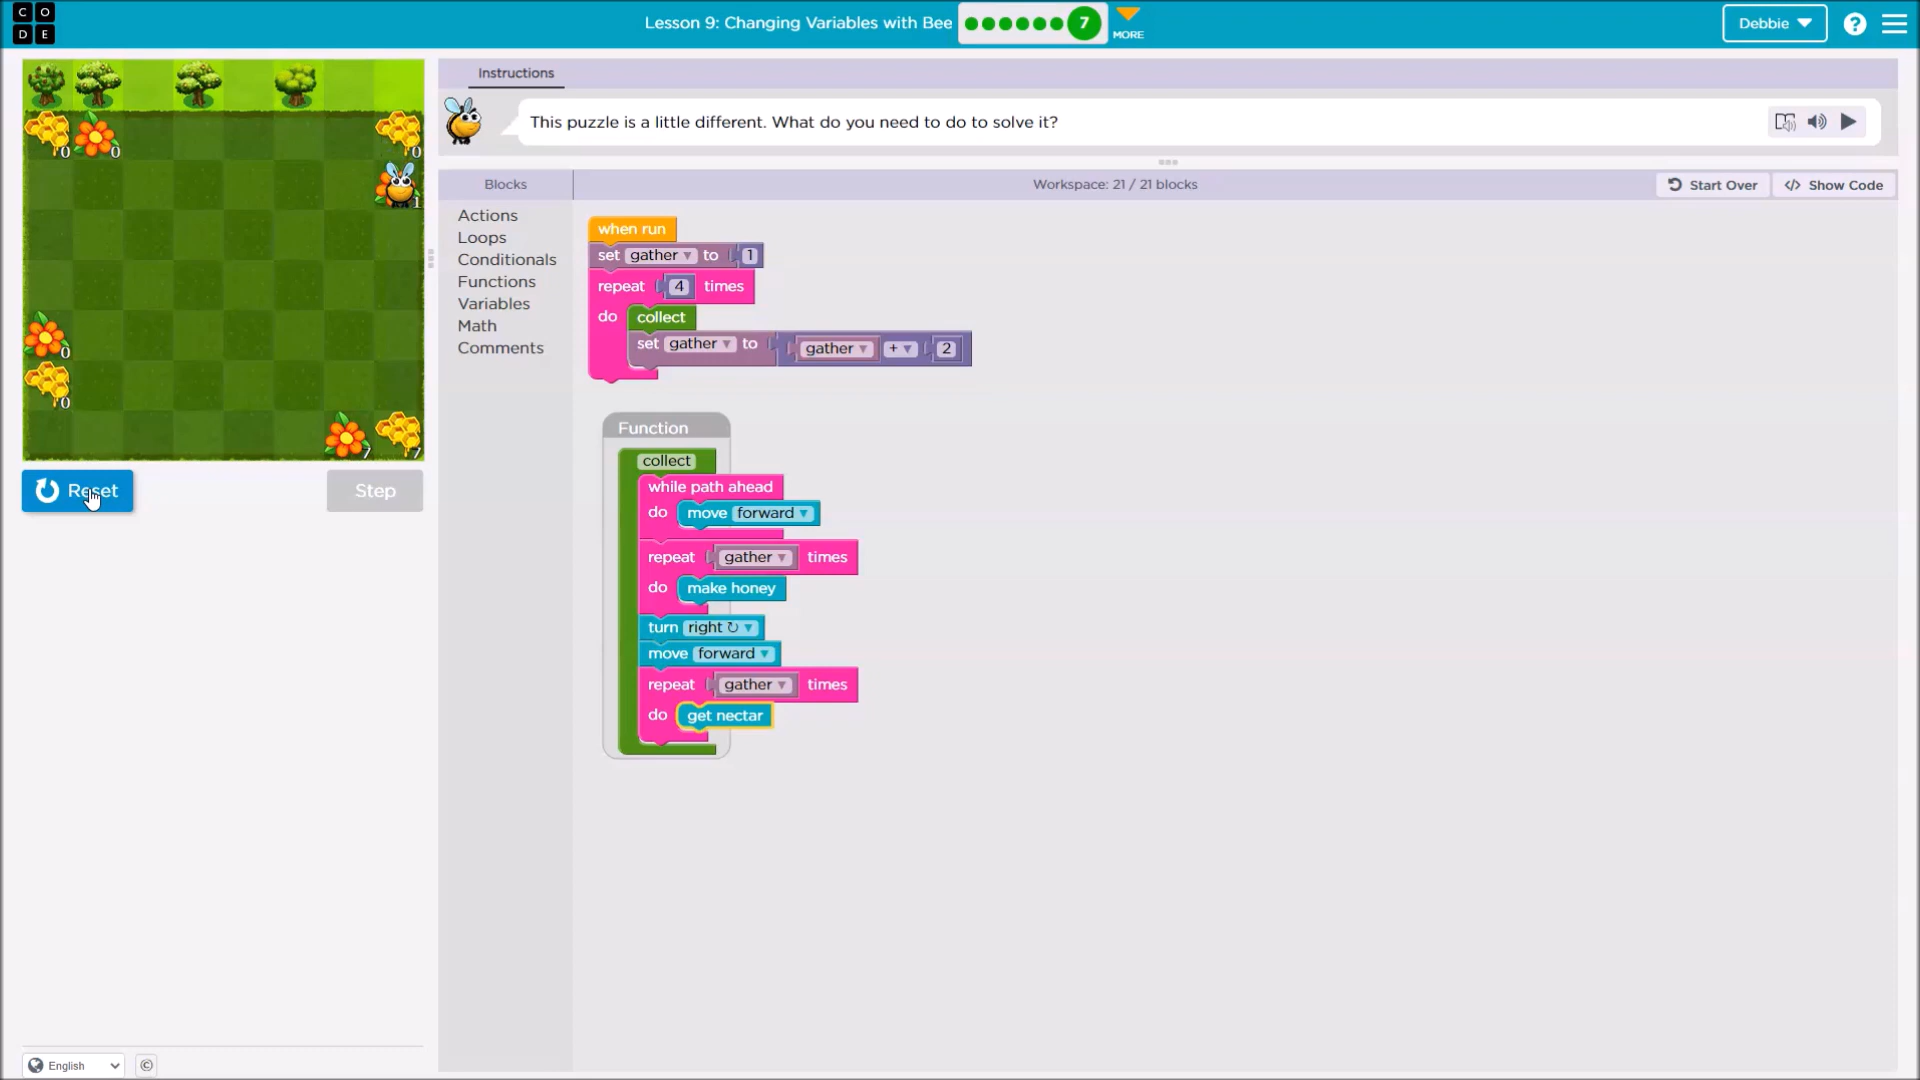 C O
D E
Lesson 9: Changing Variables with Bee
7
MORE
Debbie
?
Instructions
This puzzle is a little different. What do you need to do to solve it?
0
0
0
1
0
0
7
7
Reset
Step
Blocks
Workspace: 21 / 21 blocks
Start Over
</> Show Code
Actions
Loops
Conditionals
Functions
Variables
Math
Comments
when run
set gather to 1
repeat 4 times
do collect
set gather to gather + 2
Function
collect
while path ahead
do move forward
repeat gather times
do make honey
turn right ↻
move forward
repeat gather times
do get nectar
English
©